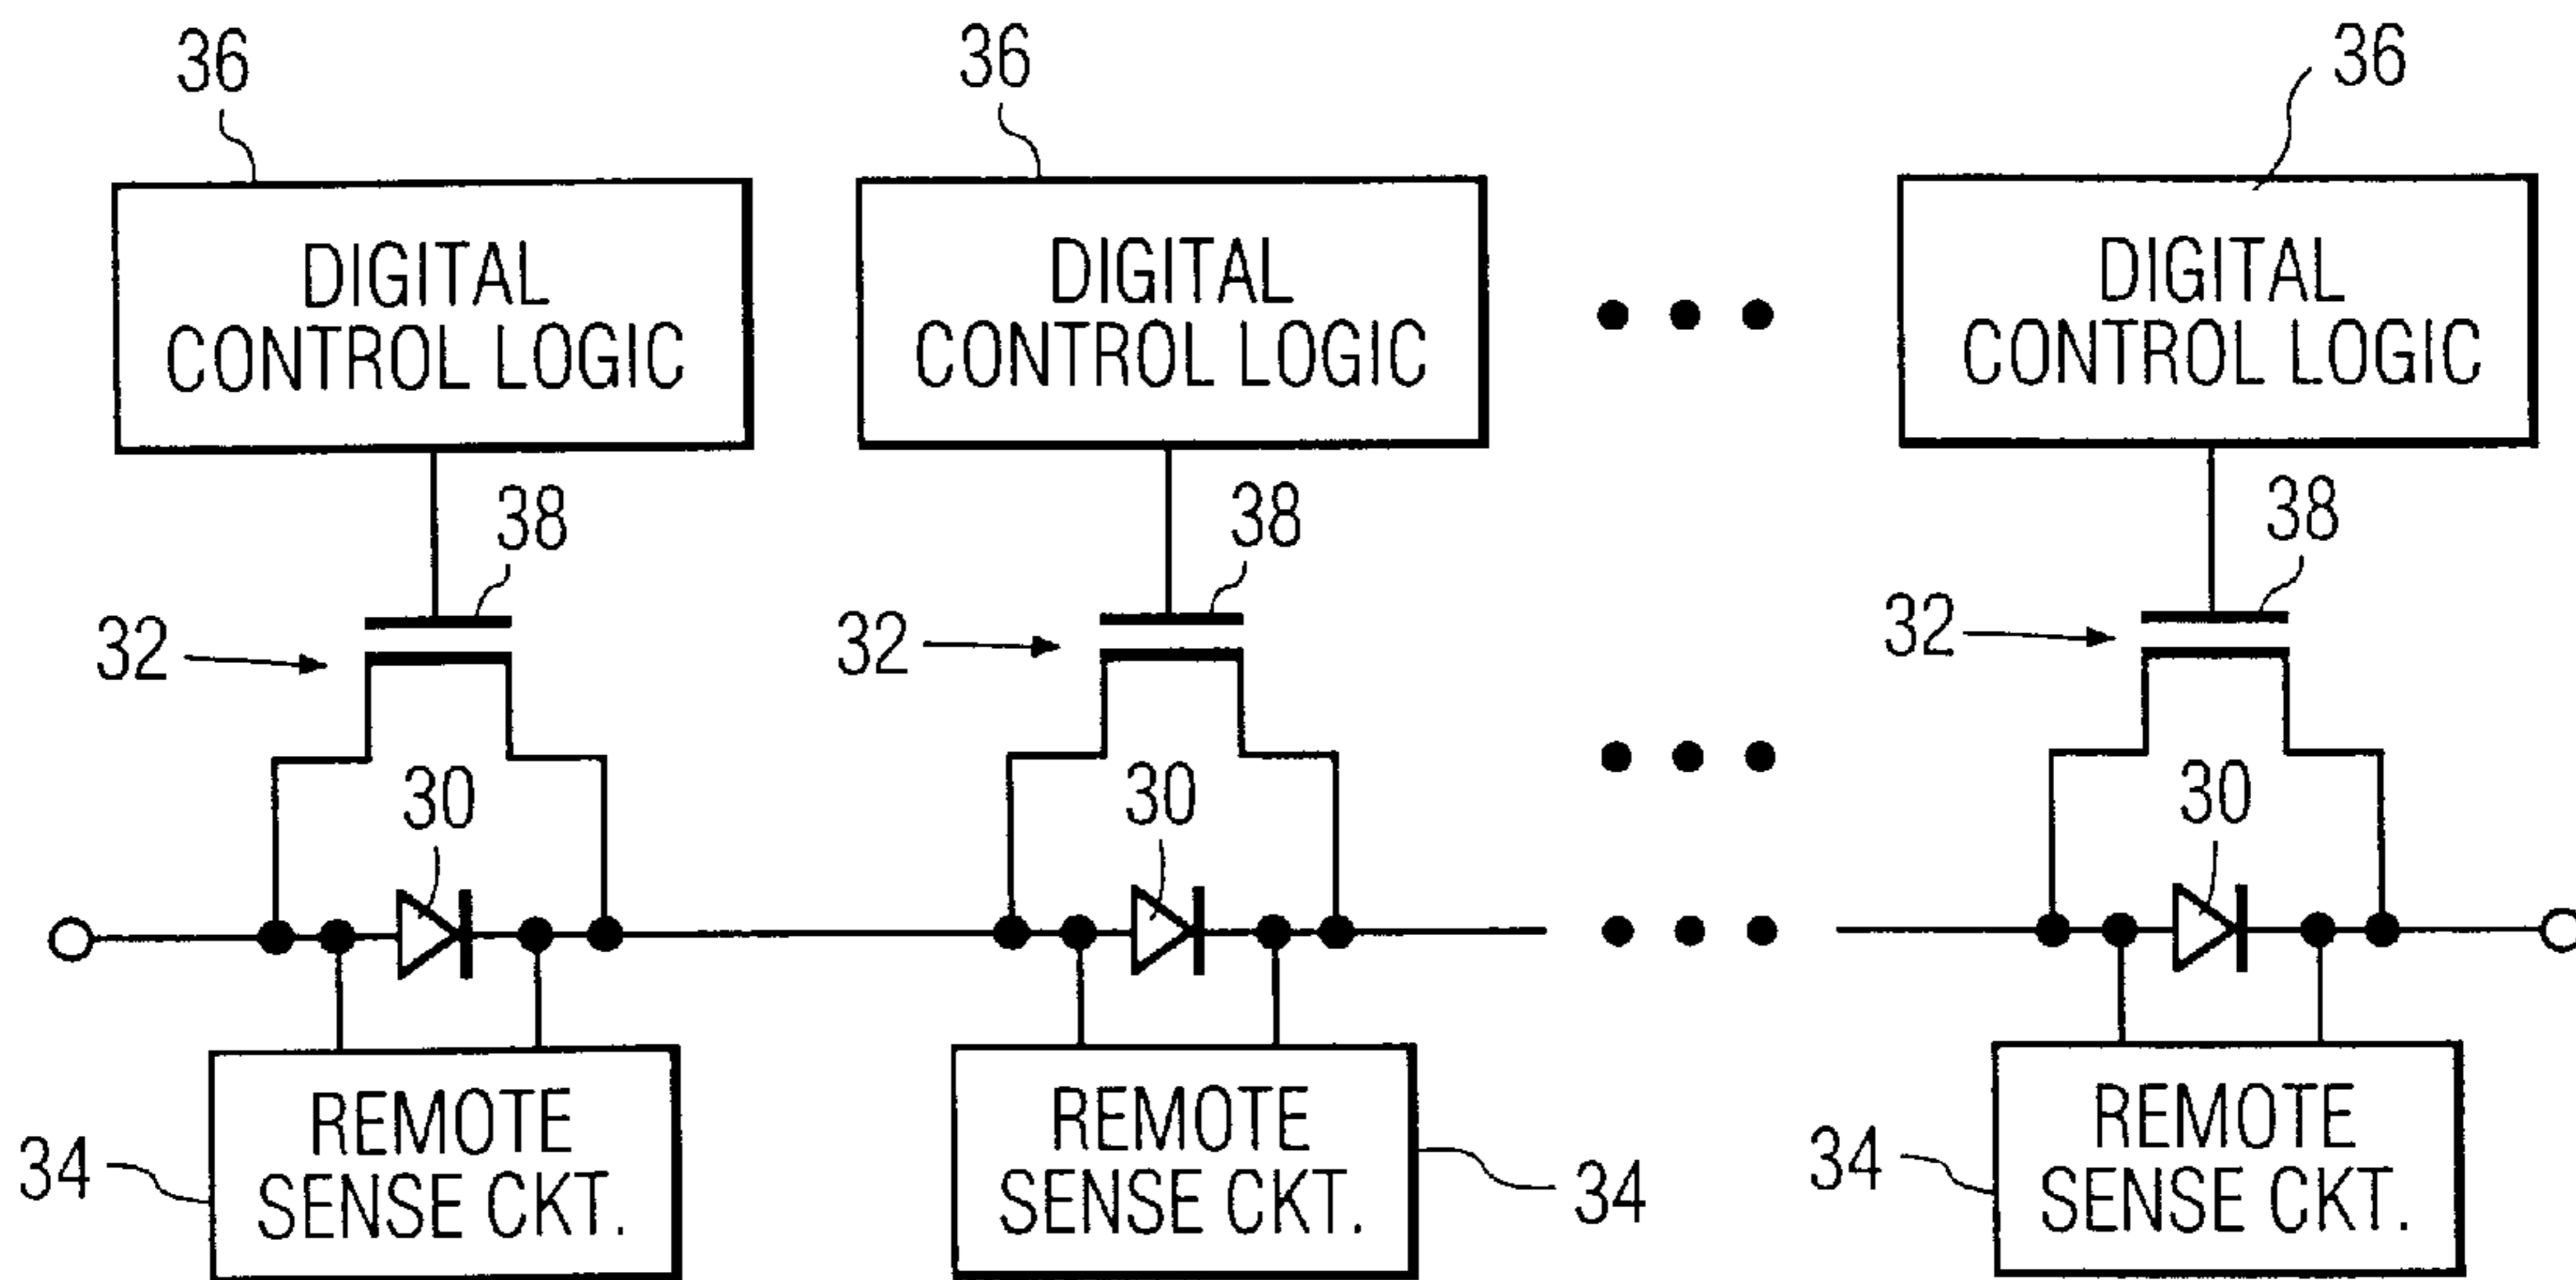 36
36
36
DIGITAL
CONTROL LOGIC
DIGITAL
CONTROL LOGIC
DIGITAL
CONTROL LOGIC
38
38
38
32
32
32
30
30
30
REMOTE
SENSE CKT.
REMOTE
SENSE CKT.
REMOTE
SENSE CKT.
34
34
34